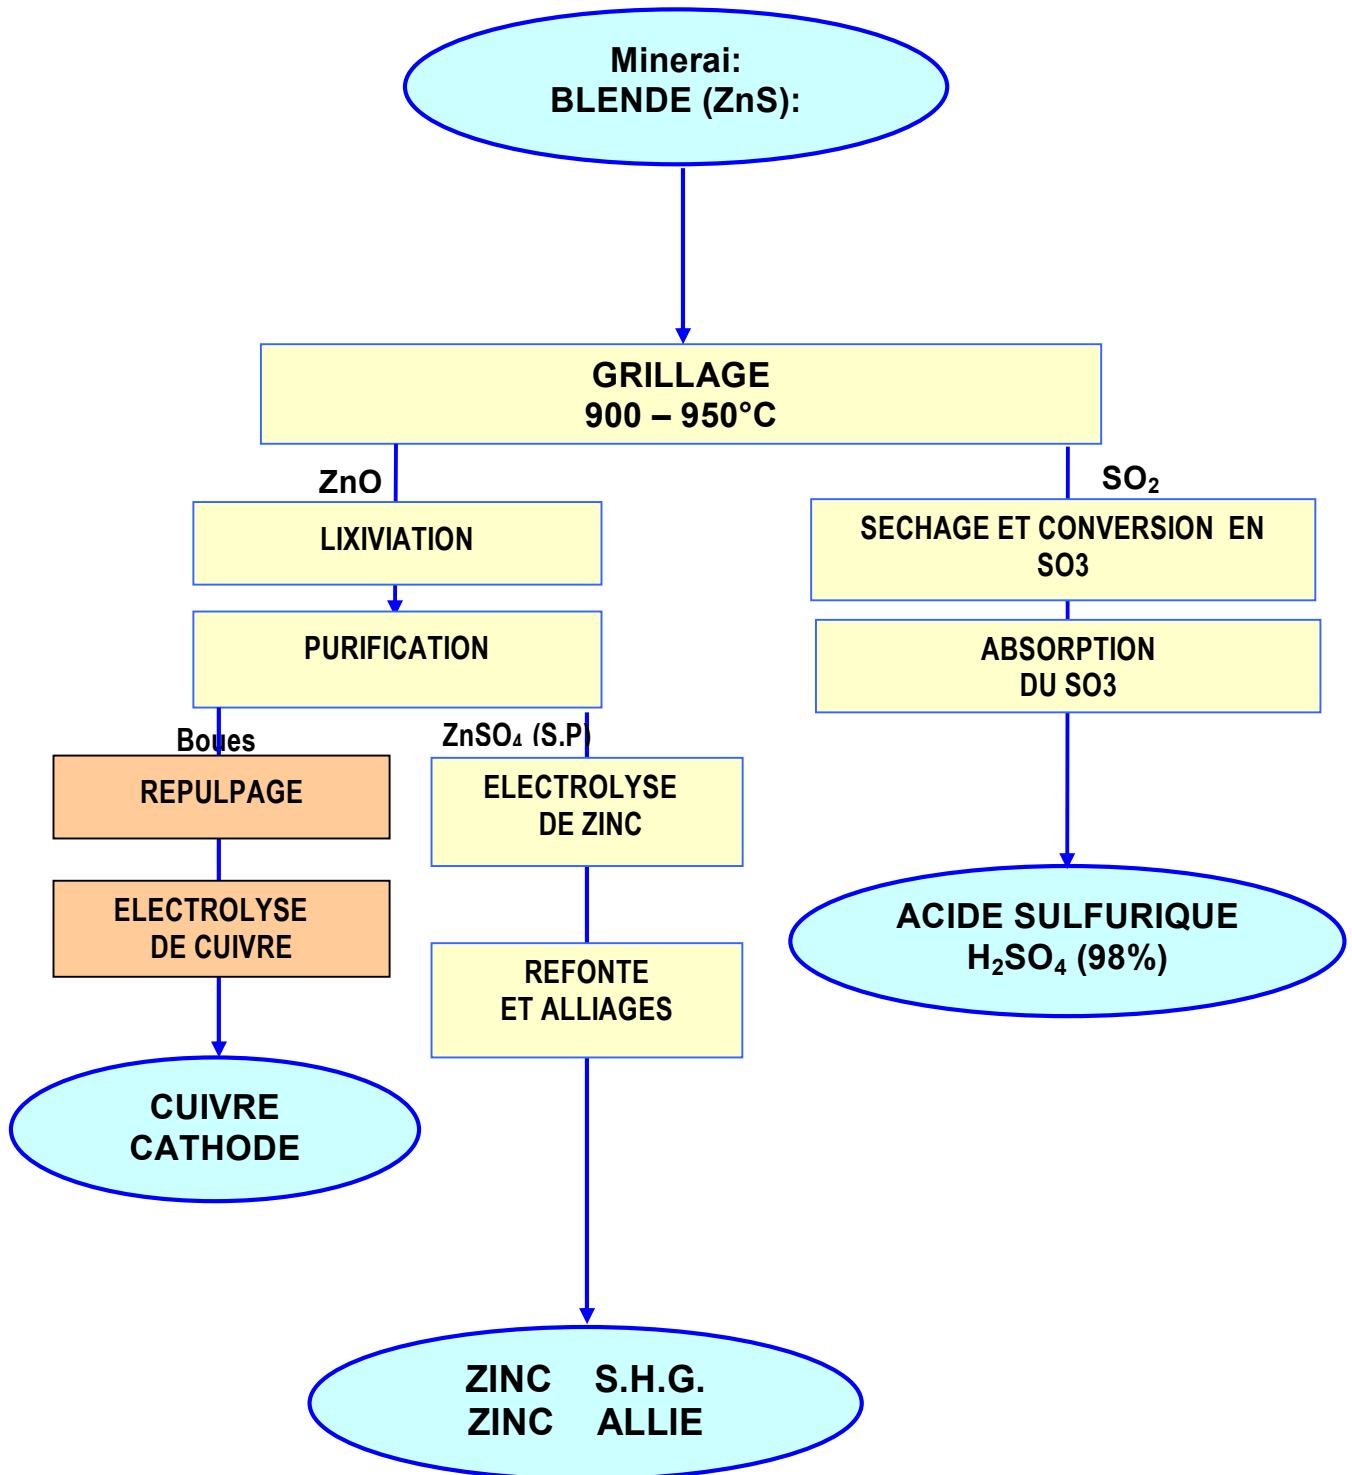 Minerai:
BLENDE (ZnS):
GRILLAGE
900 – 950°C
ZnO
SO₂
LIXIVIATION
SECHAGE ET CONVERSION EN
SO3
PURIFICATION
ABSORPTION
DU SO3
Boues
ZnSO₄ (S.P)
REPULPAGE
ELECTROLYSE
DE ZINC
ELECTROLYSE
DE CUIVRE
ACIDE SULFURIQUE
H₂SO₄ (98%)
REFONTE
ET ALLIAGES
CUIVRE
CATHODE
ZINC S.H.G.
ZINC ALLIE